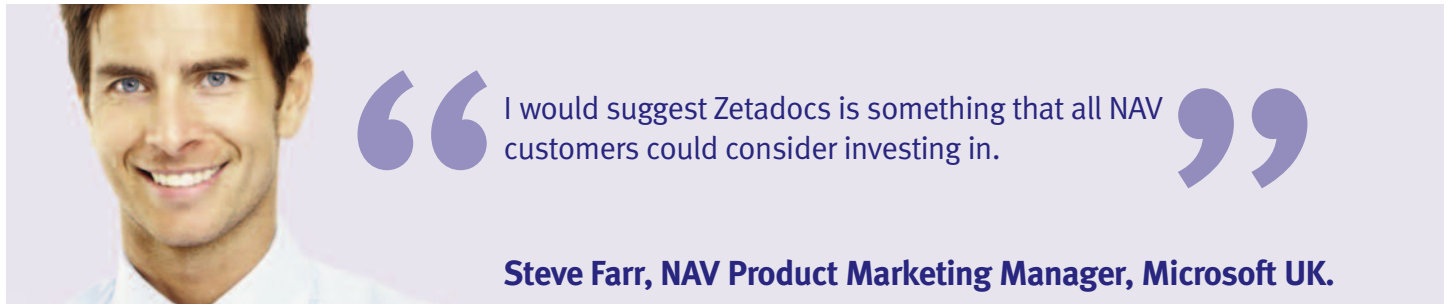 “ I would suggest Zetadocs is something that all NAV ”
customers could consider investing in.
Steve Farr, NAV Product Marketing Manager, Microsoft UK.